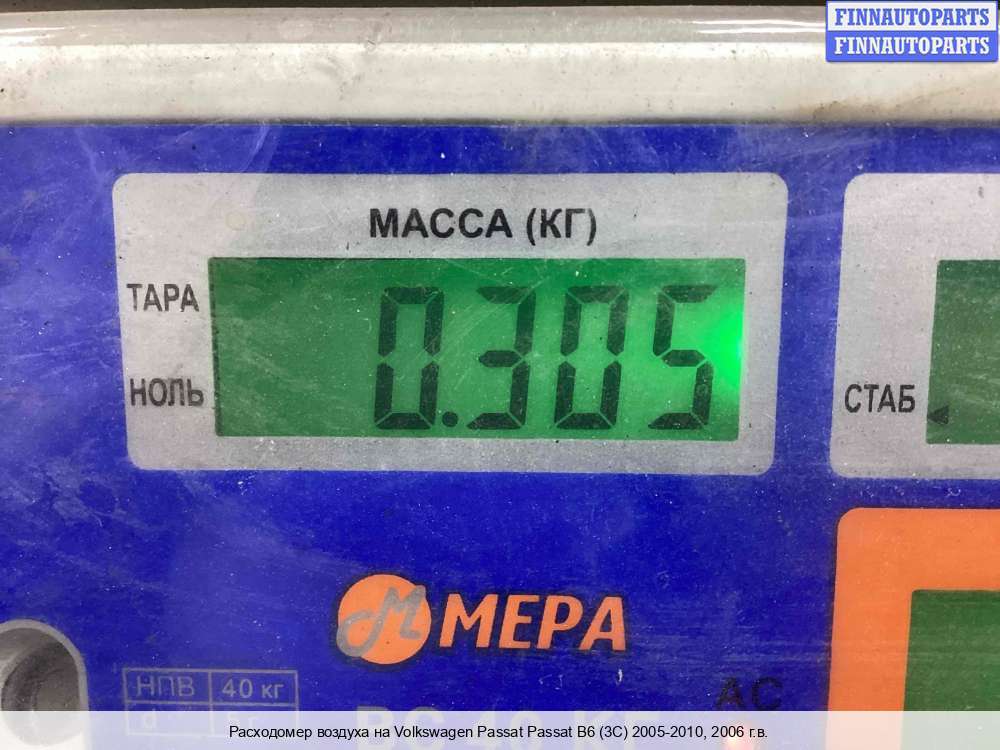 FINNAUTOPARTS
FINNAUTOPARTS
МАССА (КГ)
ТАРА
0.305
НОЛЬ
СТАБ
МЕРА
НПВ 40 кг
d 5 г
АС
Расходомер воздуха на Volkswagen Passat Passat B6 (3C) 2005-2010, 2006 г.в.